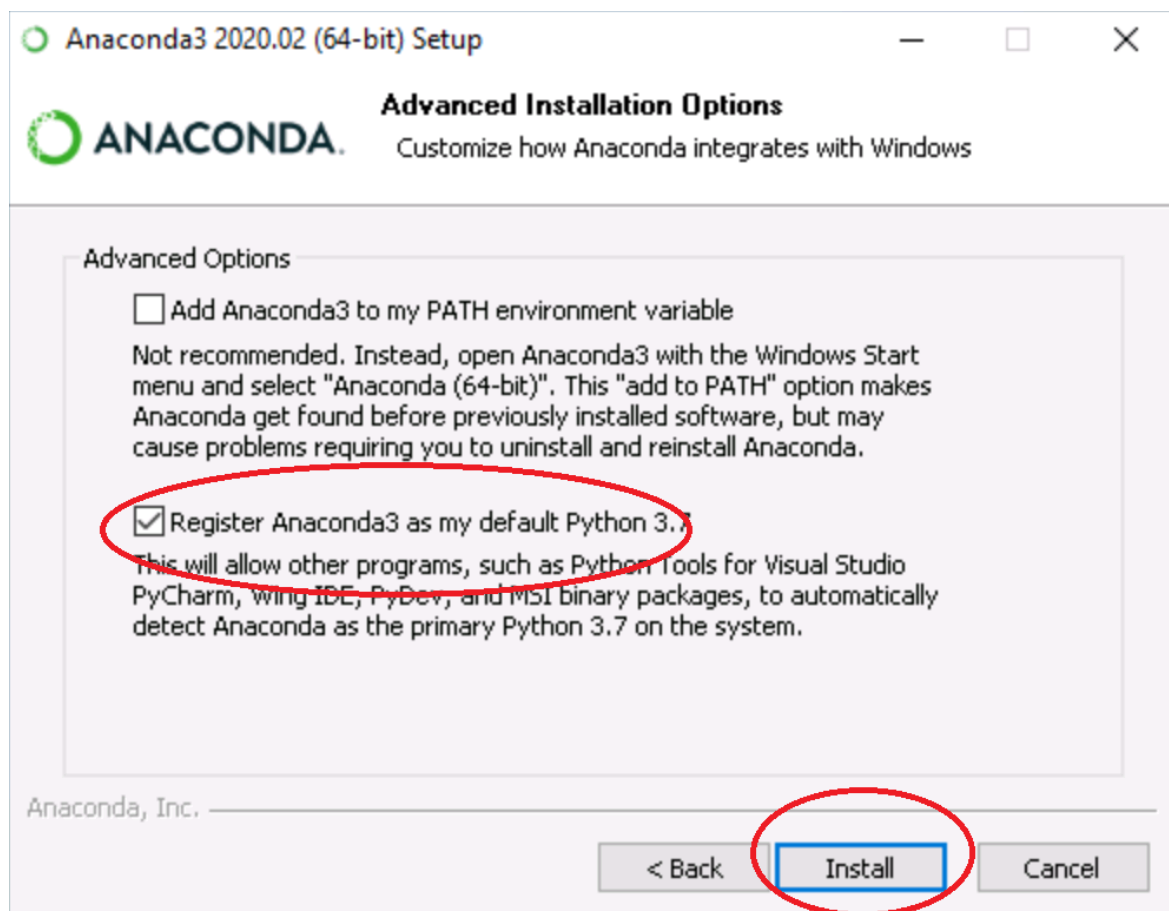 Anaconda3 2020.02 (64-bit) Setup
ANACONDA.
Advanced Installation Options
Customize how Anaconda integrates with Windows
Advanced Options
Add Anaconda3 to my PATH environment variable
Not recommended. Instead, open Anaconda3 with the Windows Start
menu and select "Anaconda (64-bit)". This "add to PATH" option makes
Anaconda get found before previously installed software, but may
cause problems requiring you to uninstall and reinstall Anaconda.
Register Anaconda3 as my default Python 3.7
This will allow other programs, such as Python Tools for Visual Studio
PyCharm, Wing IDE, PyDev, and MSI binary packages, to automatically
detect Anaconda as the primary Python 3.7 on the system.
Anaconda, Inc.
< Back
Install
Cancel